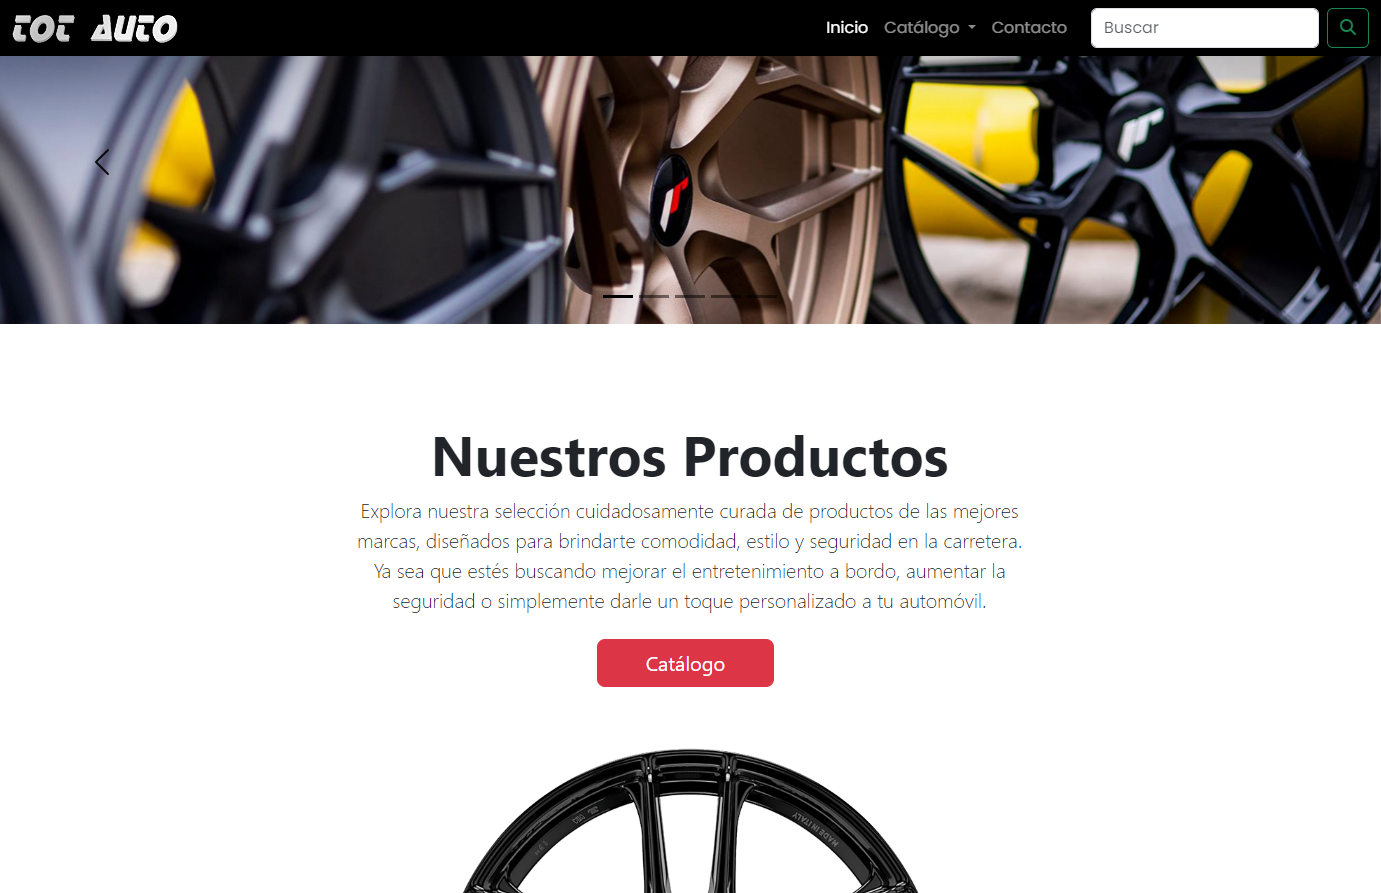 TOT AUTO
Inicio Catálogo Contacto Buscar
Nuestros Productos
Explora nuestra selección cuidadosamente curada de productos de las mejores
marcas, diseñados para brindarte comodidad, estilo y seguridad en la carretera.
Ya sea que estés buscando mejorar el entretenimiento a bordo, aumentar la
seguridad o simplemente darle un toque personalizado a tu automóvil.
Catálogo
MADE IN ITALY